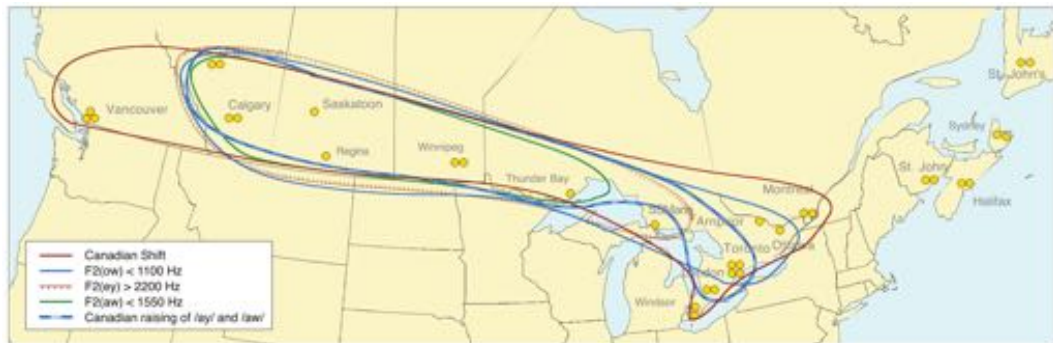 St. John's
Vancouver
Calgary
Saskatoon
Sydney
Regina
Winnipeg
St. John
Thunder Bay
Montreal
Halifax
Arnprior
Ottawa
Toronto
Windsor
Canadian Shift
F2(ow) < 1100 Hz
F2(ey) > 2200 Hz
F2(aw) < 1550 Hz
Canadian raising of /ay/ and /aw/